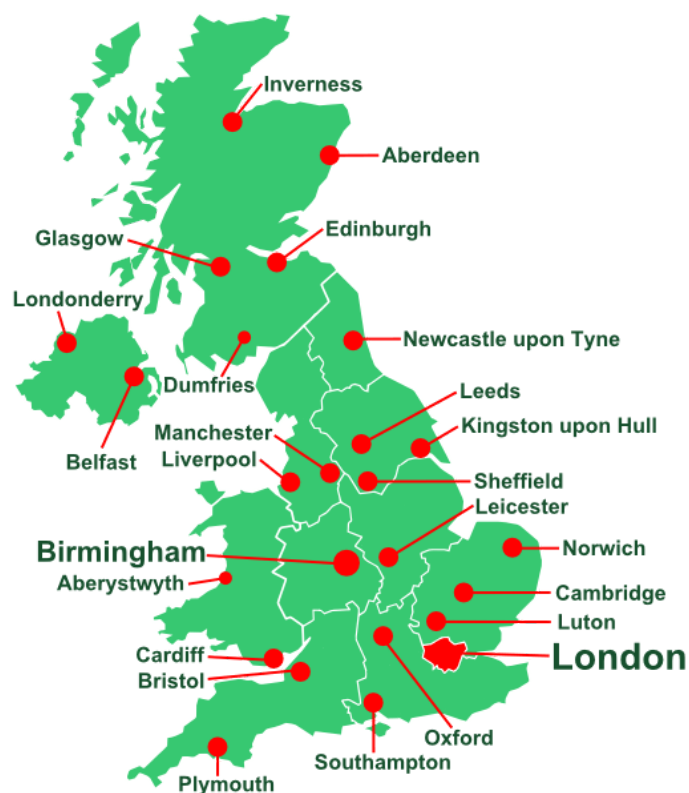 Inverness
Aberdeen
Edinburgh
Glasgow
Londonderry
Newcastle upon Tyne
Dumfries
Leeds
Kingston upon Hull
Manchester
Belfast
Liverpool
Sheffield
Leicester
Birmingham
Norwich
Aberystwyth
Cambridge
Luton
Cardiff
London
Bristol
Oxford
Southampton
Plymouth